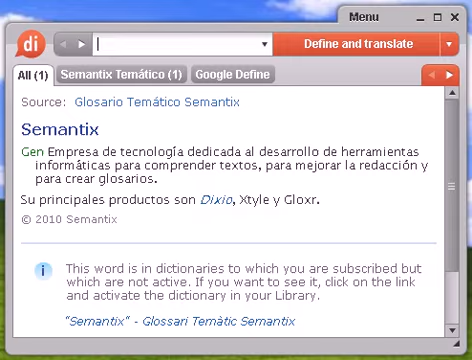 Menu
di
Define and translate
All (1)
Semantix Temático (1)
Google Define
Source: Glosario Temático Semantix
Semantix
Gen Empresa de tecnología dedicada al desarrollo de herramientas
informáticas para comprender textos, para mejorar la redacción y
para crear glosarios.
Su principales productos son Dixio, Xtyle y Gloxr.
© 2010 Semantix
i
This word is in dictionaries to which you are subscribed but
which are not active. If you want to see it, click on the link
and activate the dictionary in your Library.
"Semantix" - Glossari Temàtic Semantix